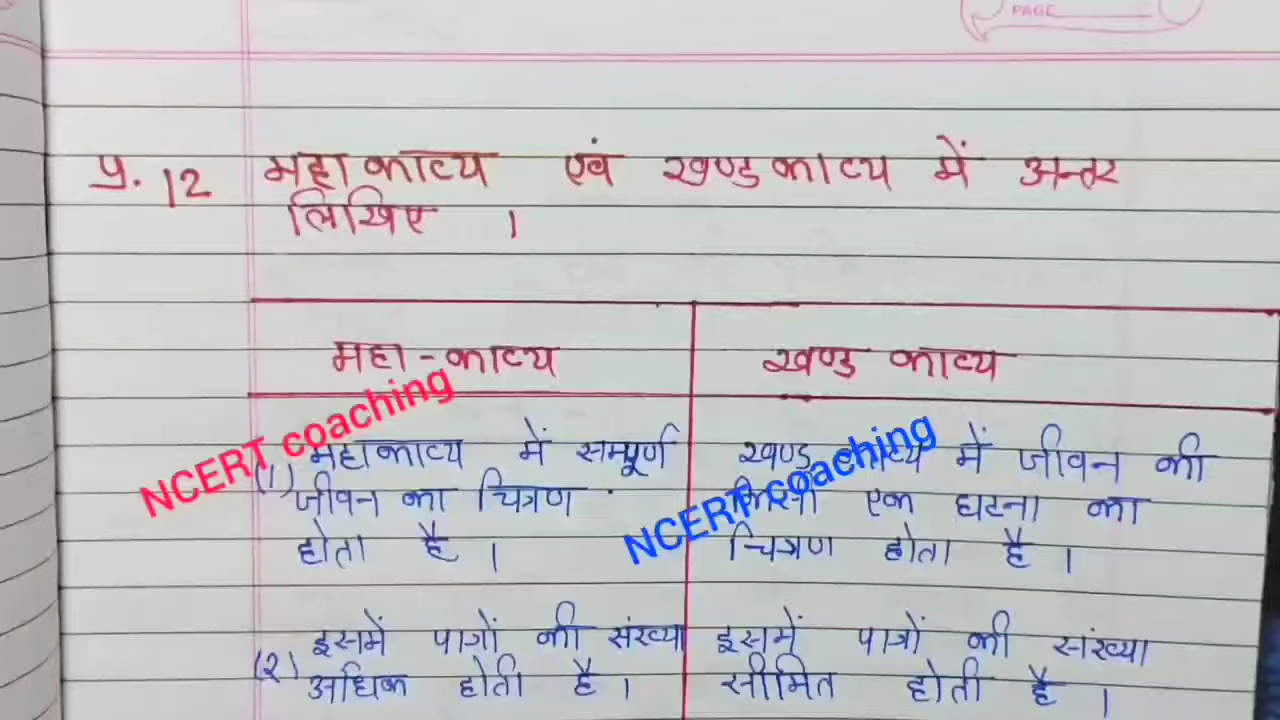 PAGE
प्र. 12 महाकाव्य एवं खण्डकाव्य में अन्तर
लिखिए ।
महा - काव्य
खण्ड काव्य
NCERT coaching
(1) महाकाव्य में सम्पूर्ण
जीवन का चित्रण
होता है ।
NCERT coaching
खण्ड काव्य में जीवन की
किसी एक घटना का
चित्रण होता है ।
(२) इसमें पात्रों की संख्या
अधिक होती है ।
इसमें पात्रों की संख्या
सीमित होती है ।